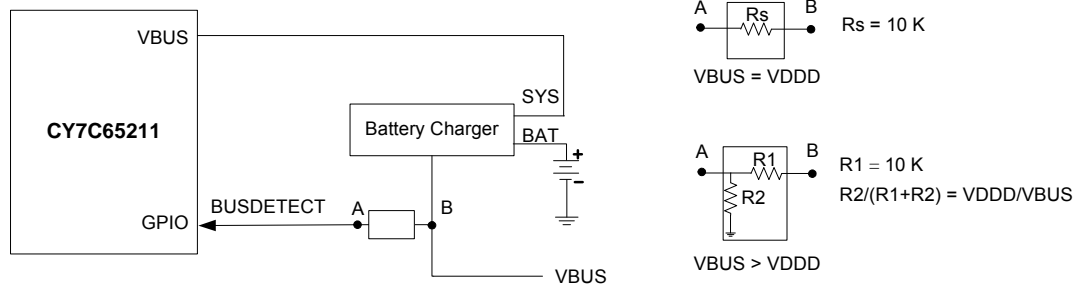 VBUS
CY7C65211
SYS
Battery Charger
BAT
+
-
BUSDETECT
GPIO
A
B
VBUS
A
Rs
B
Rs = 10 K
VBUS = VDDD
A
R1
B
R2
R1 = 10 K
R2/(R1+R2) = VDDD/VBUS
VBUS > VDDD